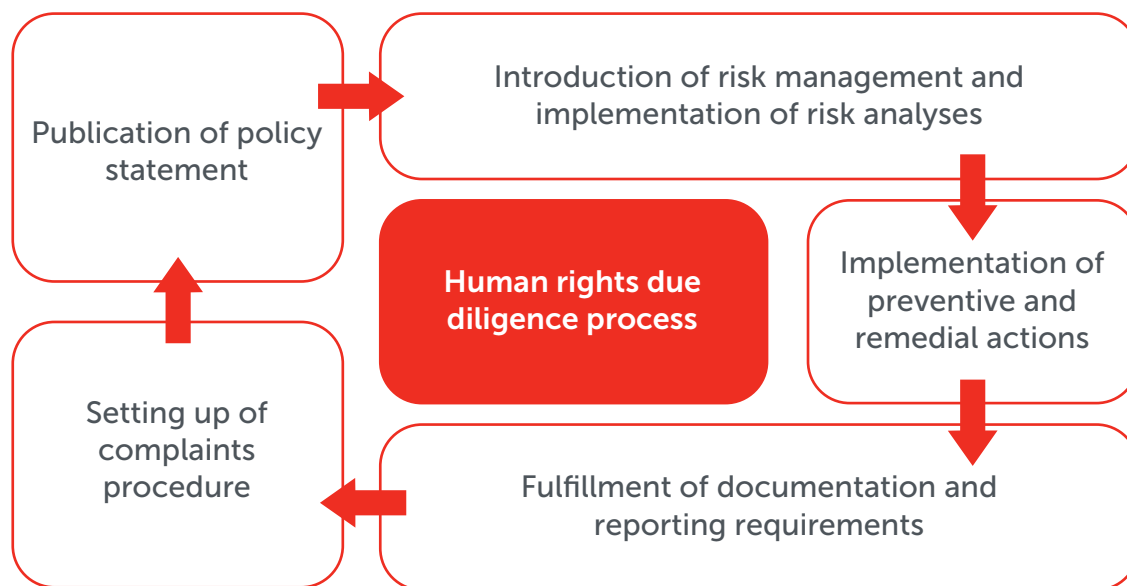 Publication of policy
statement
Introduction of risk management and
implementation of risk analyses
Human rights due
diligence process
Implementation of
preventive and
remedial actions
Setting up of
complaints
procedure
Fulfillment of documentation and
reporting requirements